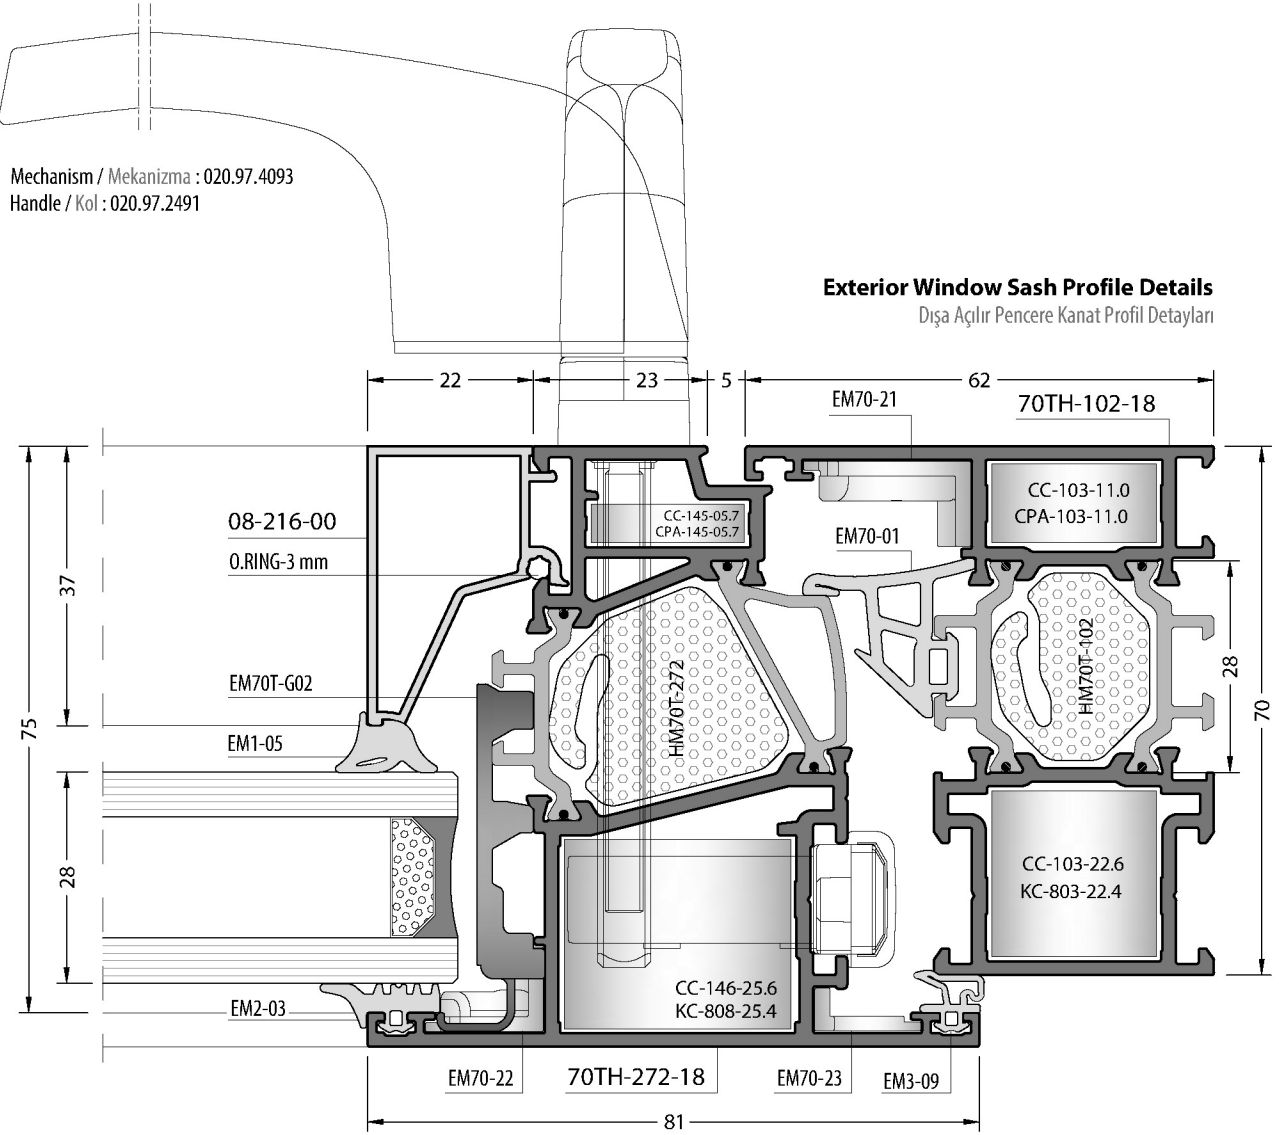 Mechanism / Mekanizma : 020.97.4093
Handle / Kol : 020.97.2491
Exterior Window Sash Profile Details
Dışa Açılır Pencere Kanat Profil Detayları
22
23
5
62
EM70-21
70TH-102-18
CC-103-11.0
CPA-103-11.0
CC-145-05.7
CPA-145-05.7
08-216-00
O.RING-3 mm
EM70-01
37
75
28
70
HM70T-102
HM70T-272
EM70T-G02
EM1-05
28
CC-103-22.6
KC-803-22.4
CC-146-25.6
KC-808-25.4
EM2-03
EM70-22
70TH-272-18
EM70-23
EM3-09
81